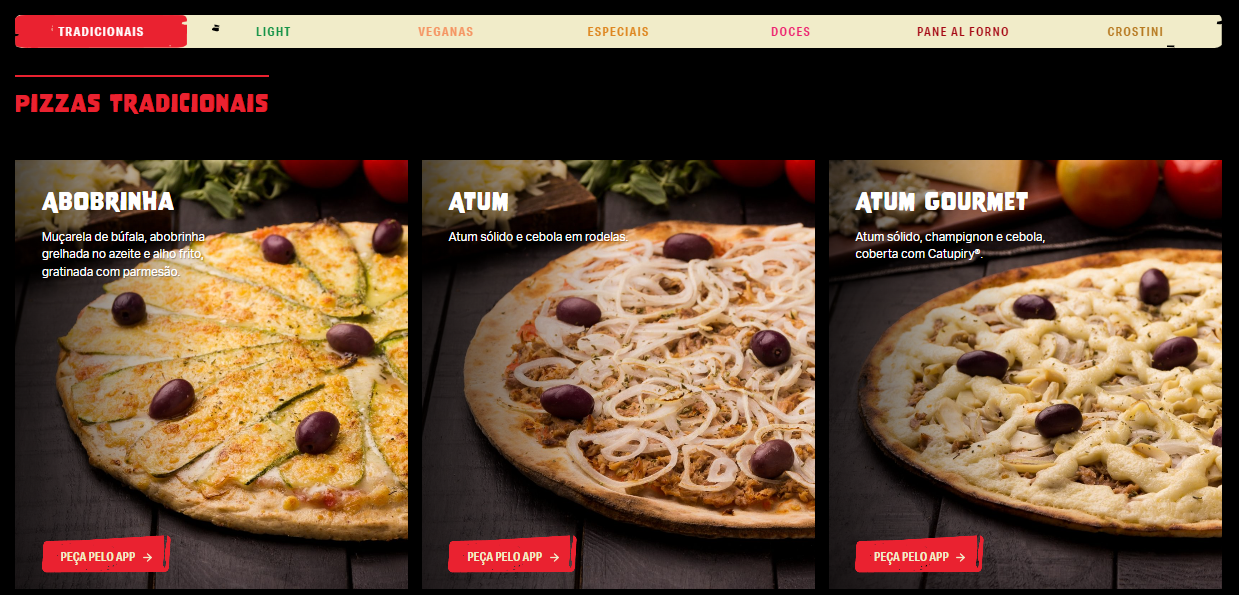 TRADICIONAIS LIGHT VEGANAS ESPECIAIS DOCES PANE AL FORNO CROSTINI
PIZZAS TRADICIONAIS
ABOBRINHA
Muçarela de búfala, abobrinha
grelhada no azeite e alho frito,
gratinada com parmesão.
PEÇA PELO APP →
ATUM
Atum sólido e cebola em rodelas.
PEÇA PELO APP →
ATUM GOURMET
Atum sólido, champignon e cebola,
coberta com Catupiry®.
PEÇA PELO APP →